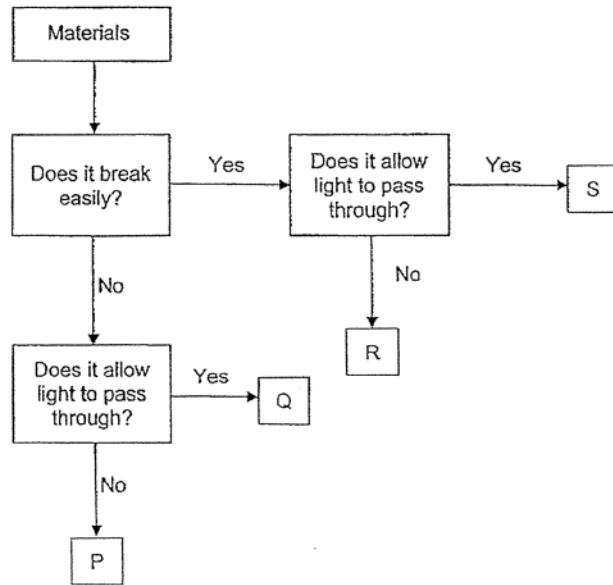 Materials
Does it break
easily?
Yes
Does it allow
light to pass
through?
Yes
S
No
No
R
Does it allow
light to pass
through?
Yes
Q
No
P